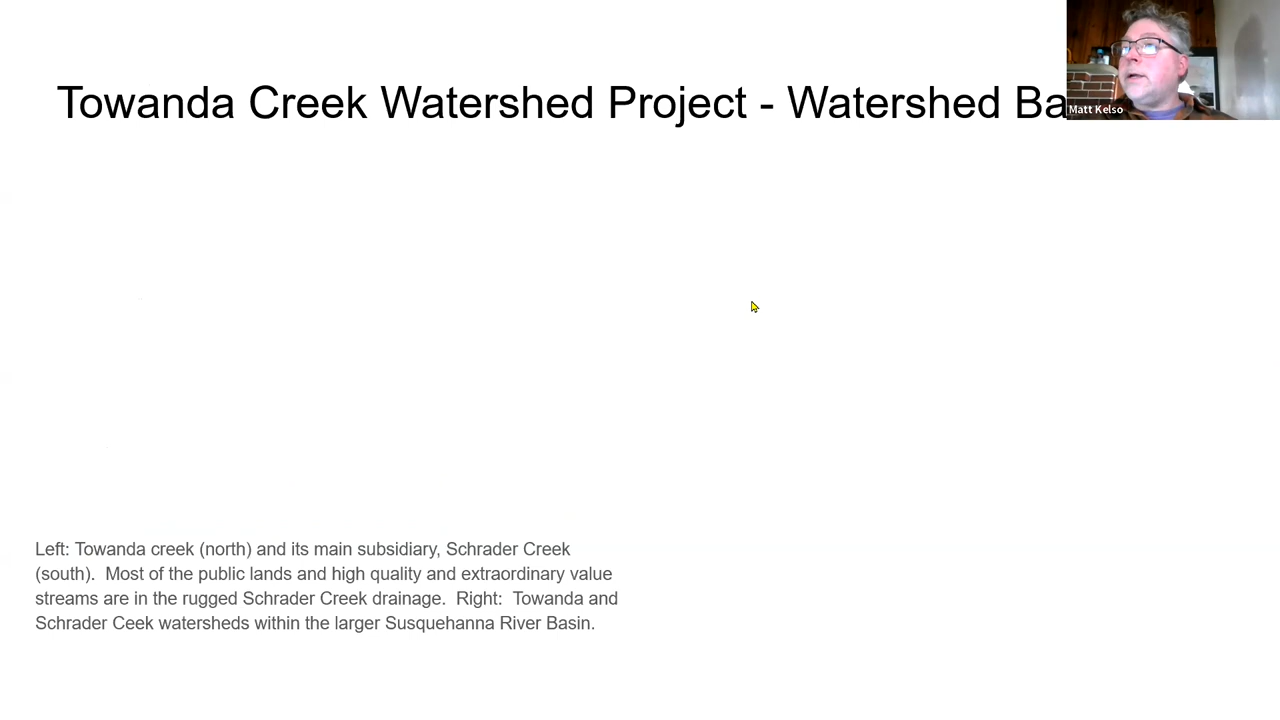 Towanda Creek Watershed Project - Watershed Ba
Matt Kelso
Left: Towanda creek (north) and its main subsidiary, Schrader Creek
(south). Most of the public lands and high quality and extraordinary value
streams are in the rugged Schrader Creek drainage. Right: Towanda and
Schrader Ceek watersheds within the larger Susquehanna River Basin.